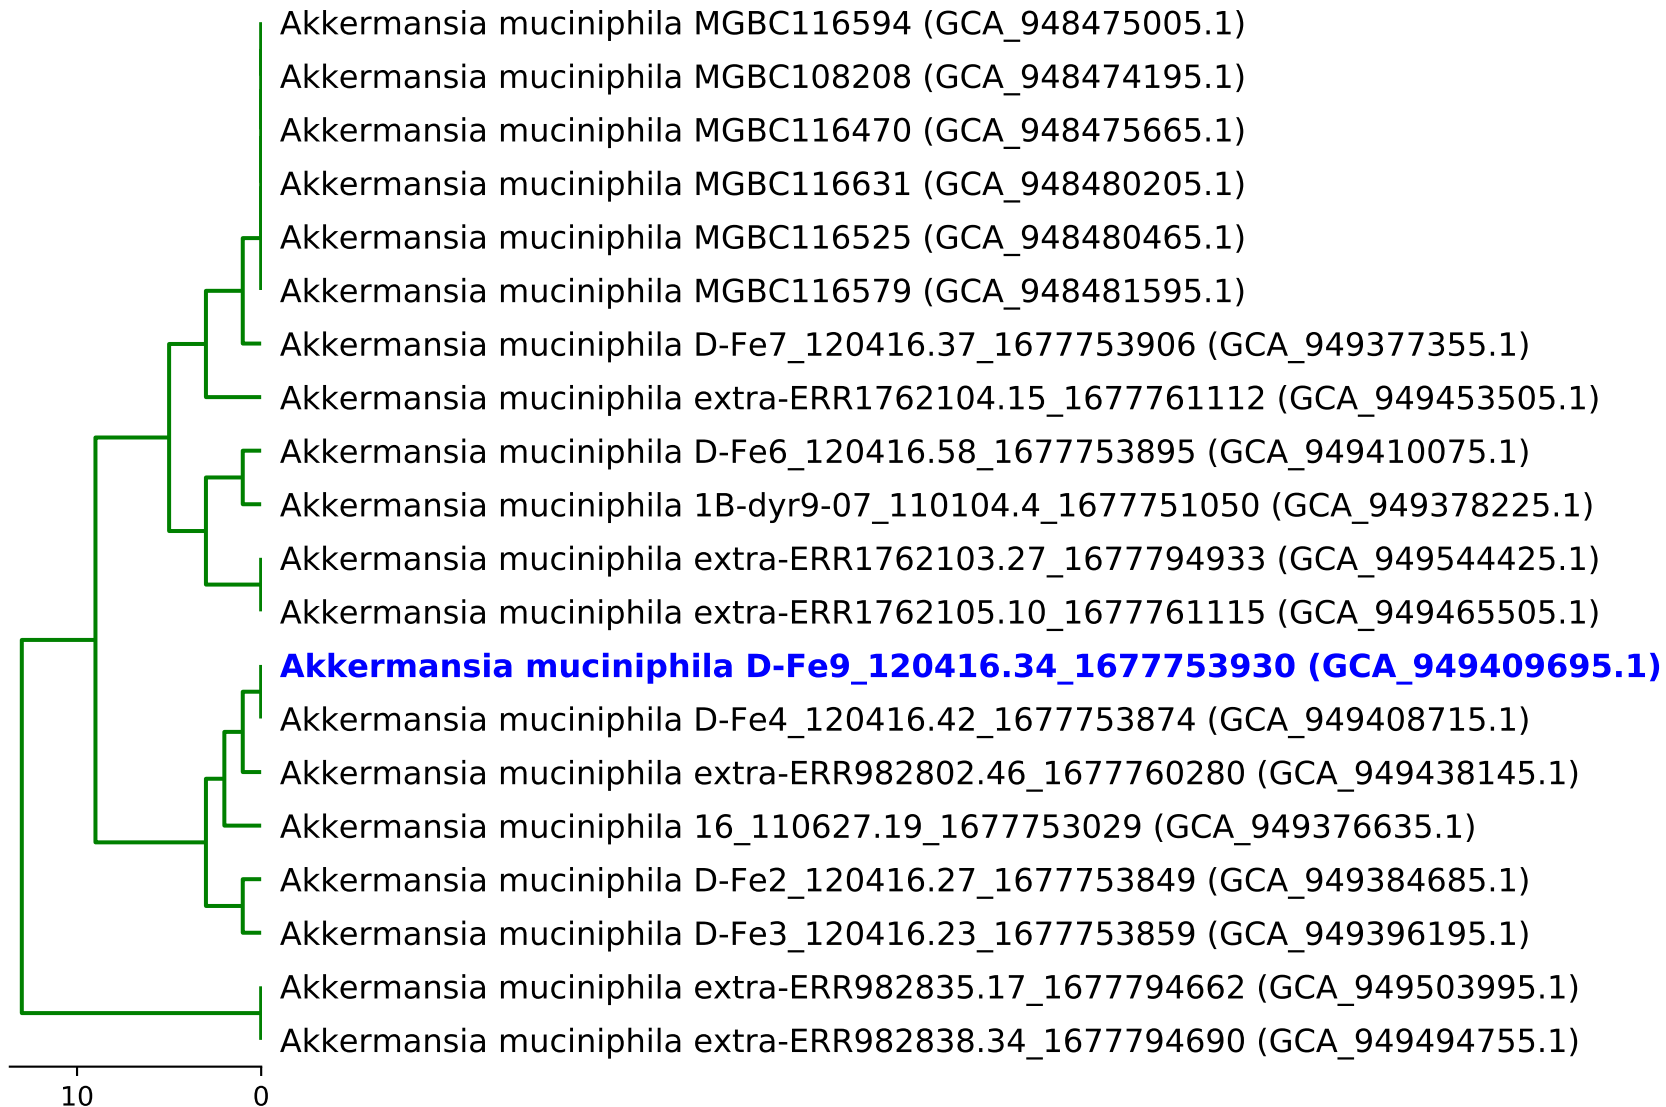 Akkermansia muciniphila MGBC116594 (GCA_948475005.1)
Akkermansia muciniphila MGBC108208 (GCA_948474195.1)
Akkermansia muciniphila MGBC116470 (GCA_948475665.1)
Akkermansia muciniphila MGBC116631 (GCA_948480205.1)
Akkermansia muciniphila MGBC116525 (GCA_948480465.1)
Akkermansia muciniphila MGBC116579 (GCA_948481595.1)
Akkermansia muciniphila D-Fe7_120416.37_1677753906 (GCA_949377355.1)
Akkermansia muciniphila extra-ERR1762104.15_1677761112 (GCA_949453505.1)
Akkermansia muciniphila D-Fe6_120416.58_1677753895 (GCA_949410075.1)
Akkermansia muciniphila 1B-dyr9-07_110104.4_1677751050 (GCA_949378225.1)
Akkermansia muciniphila extra-ERR1762103.27_1677794933 (GCA_949544425.1)
Akkermansia muciniphila extra-ERR1762105.10_1677761115 (GCA_949465505.1)
Akkermansia muciniphila D-Fe9_120416.34_1677753930 (GCA_949409695.1)
Akkermansia muciniphila D-Fe4_120416.42_1677753874 (GCA_949408715.1)
Akkermansia muciniphila extra-ERR982802.46_1677760280 (GCA_949438145.1)
Akkermansia muciniphila 16_110627.19_1677753029 (GCA_949376635.1)
Akkermansia muciniphila D-Fe2_120416.27_1677753849 (GCA_949384685.1)
Akkermansia muciniphila D-Fe3_120416.23_1677753859 (GCA_949396195.1)
Akkermansia muciniphila extra-ERR982835.17_1677794662 (GCA_949503995.1)
Akkermansia muciniphila extra-ERR982838.34_1677794690 (GCA_949494755.1)
10 0